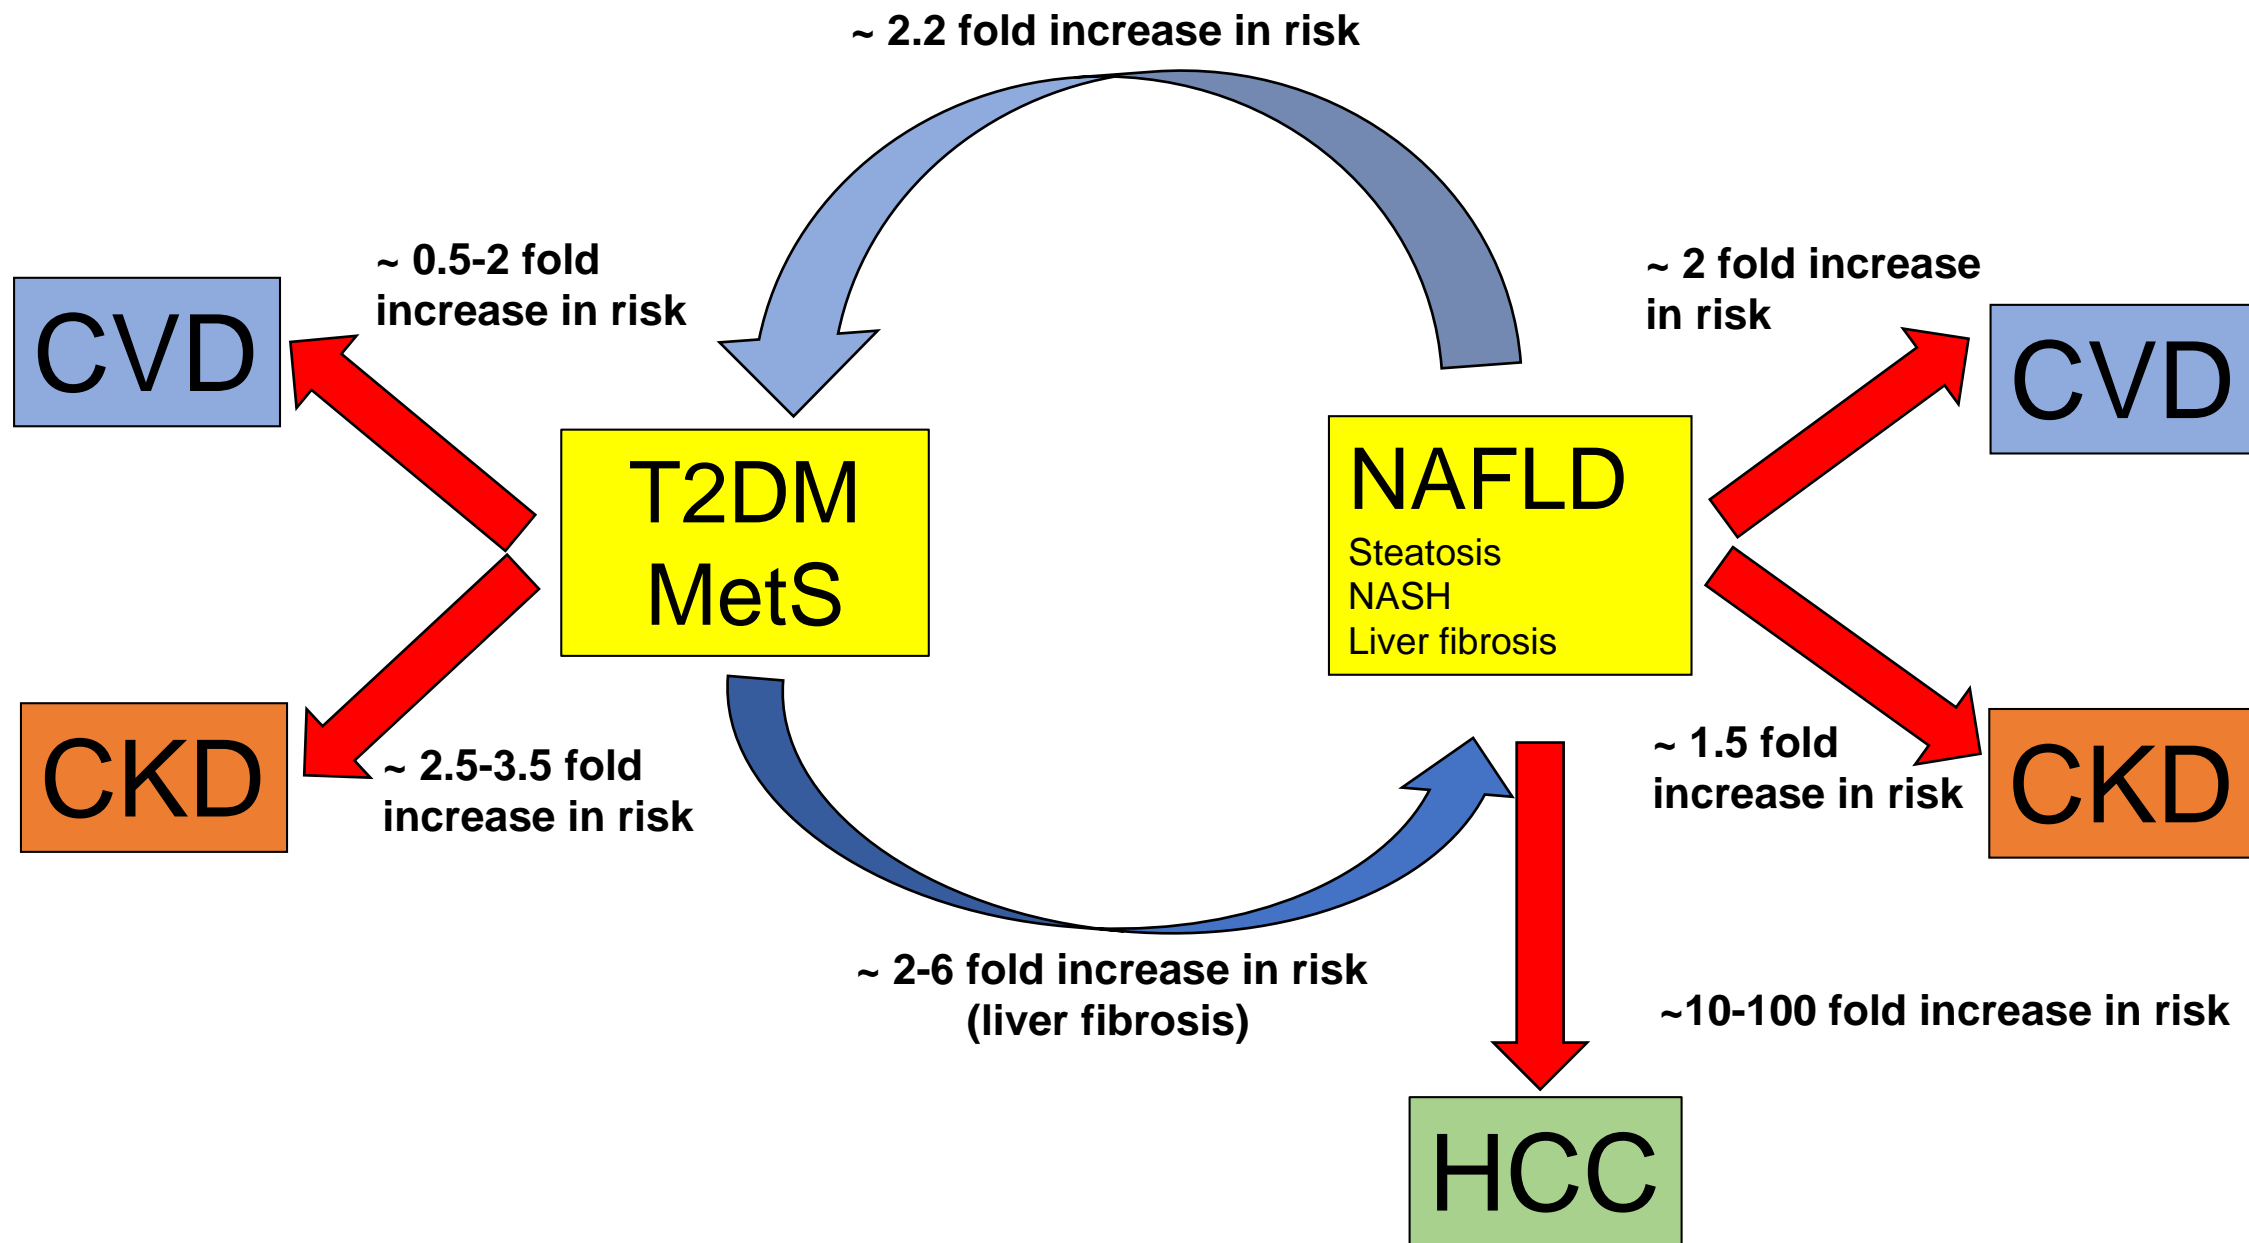 ~ 2.2 fold increase in risk
~ 0.5-2 fold
increase in risk
~ 2 fold increase
in risk
CVD
CVD
T2DM
MetS
NAFLD
Steatosis
NASH
Liver fibrosis
CKD
~ 2.5-3.5 fold
increase in risk
~ 1.5 fold
increase in risk
CKD
~ 2-6 fold increase in risk
(liver fibrosis)
~10-100 fold increase in risk
HCC